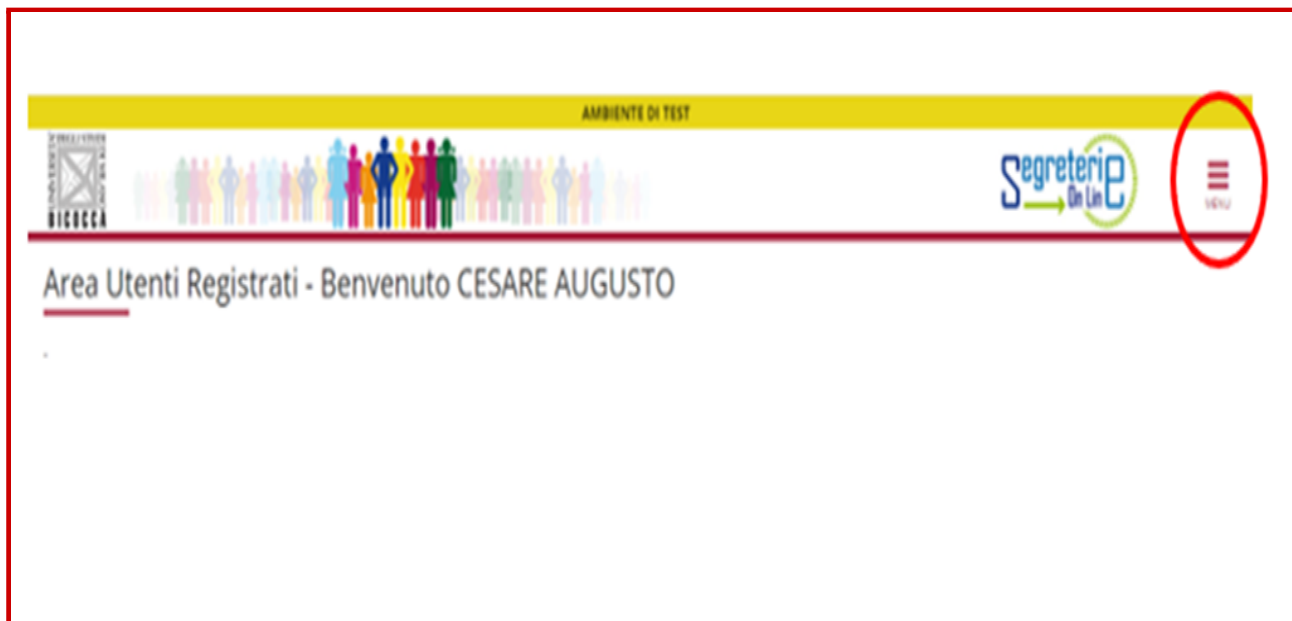 AMBIENTE DI TEST
BICOCCA
Segreterie
On Line
MENU
Area Utenti Registrati - Benvenuto CESARE AUGUSTO